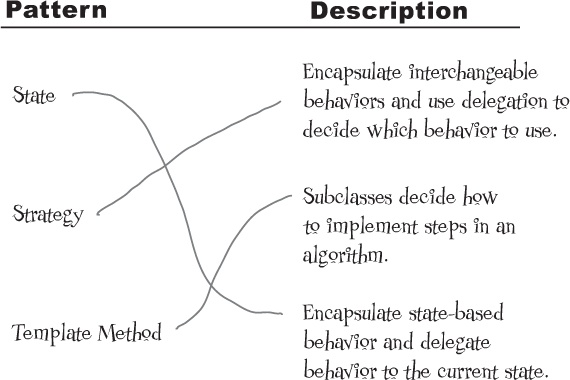 Pattern Description
State
Encapsulate interchangeable
behaviors and use delegation to
decide which behavior to use.
Strategy
Subclasses decide how
to implement steps in an
algorithm.
Template Method
Encapsulate state-based
behavior and delegate
behavior to the current state.